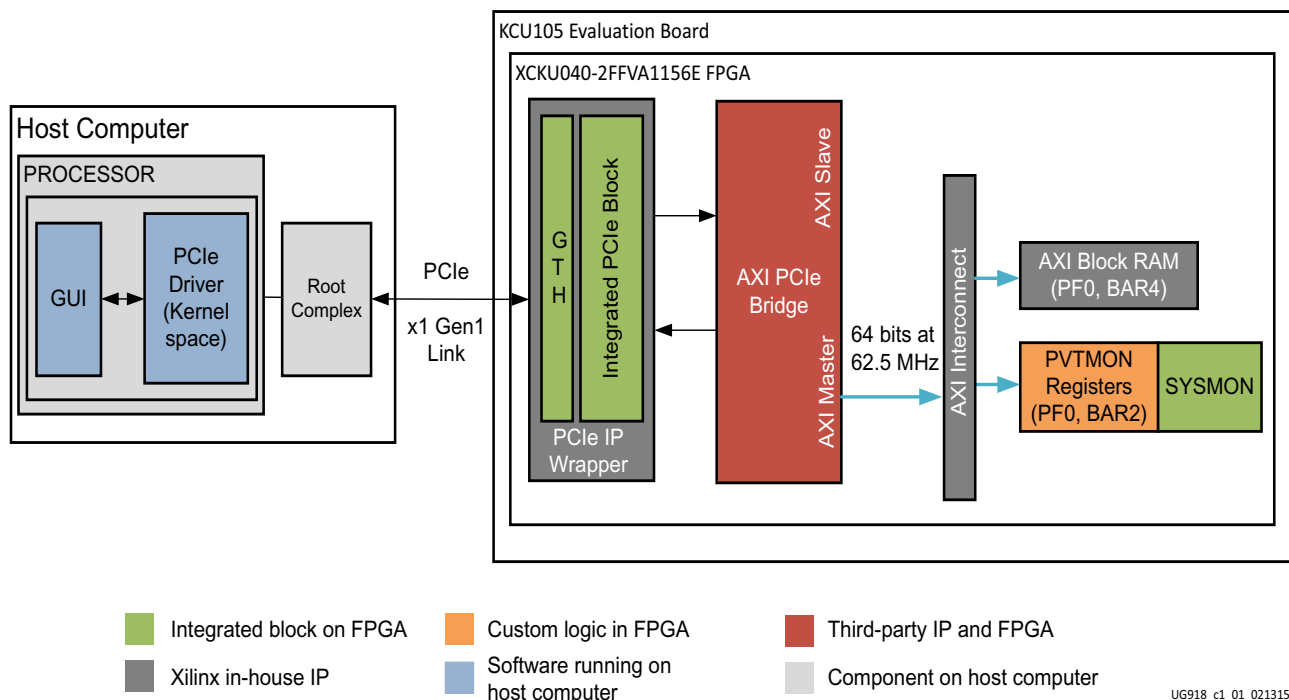 KCU105 Evaluation Board
XCKU040-2FFVA1156E FPGA
Host Computer
PROCESSOR
GUI
PCIe
Driver
(Kernel
space)
Root
Complex
PCIe
x1 Gen1
Link
G
T
H
Integrated PCIe Block
PCIe IP
Wrapper
AXI Slave
AXI PCIe
Bridge
AXI Master
64 bits at
62.5 MHz
AXI Interconnect
AXI Block RAM
(PF0, BAR4)
PVTMON
Registers
(PF0, BAR2)
SYSMON
Integrated block on FPGA
Custom logic in FPGA
Third-party IP and FPGA
Xilinx in-house IP
Software running on
host computer
Component on host computer
UG918_c1_01_021315